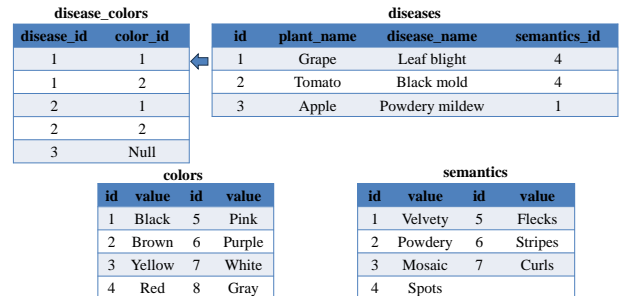 disease_colors
disease_id color_id
1 1
1 2
2 1
2 2
3 Null
diseases
id plant_name disease_name semantics_id
1 Grape Leaf blight 4
2 Tomato Black mold 4
3 Apple Powdery mildew 1
colors
id value id value
1 Black 5 Pink
2 Brown 6 Purple
3 Yellow 7 White
4 Red 8 Gray
semantics
id value id value
1 Velvety 5 Flecks
2 Powdery 6 Stripes
3 Mosaic 7 Curls
4 Spots